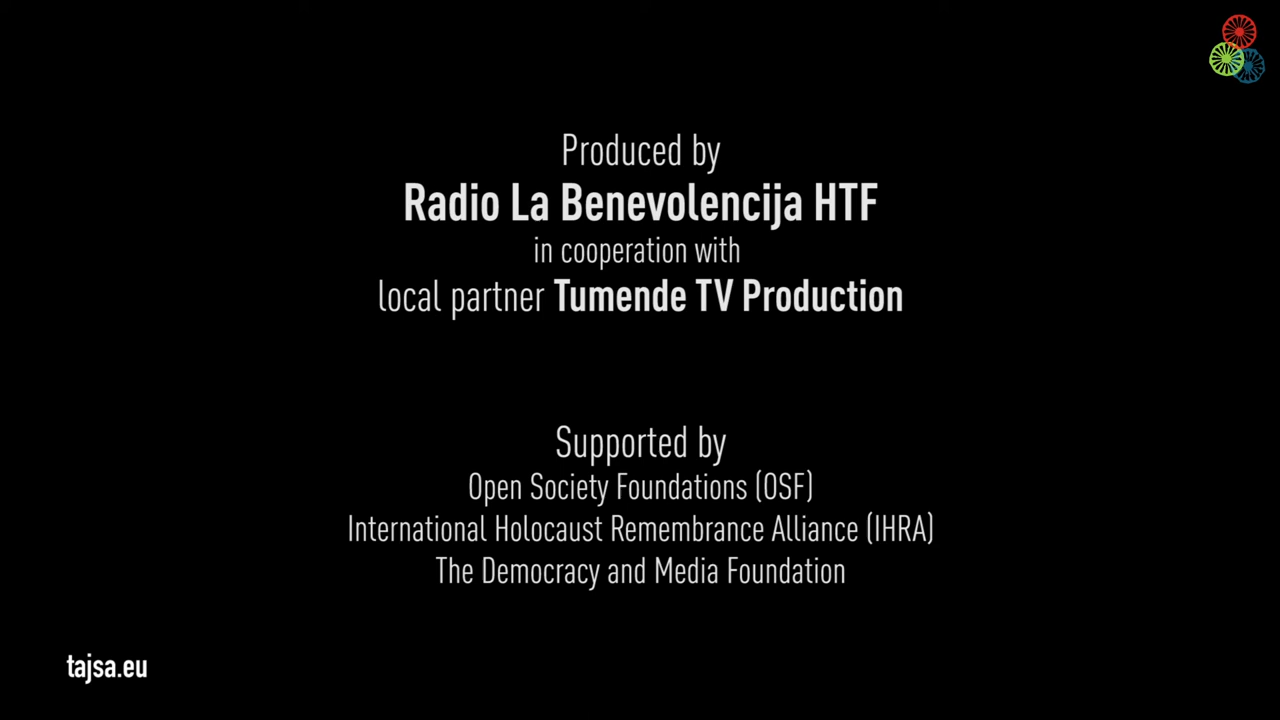 Produced by
Radio La Benevolencija HTF
in cooperation with
local partner Tumende TV Production
Supported by
Open Society Foundations (OSF)
International Holocaust Remembrance Alliance (IHRA)
The Democracy and Media Foundation
tajsa.eu